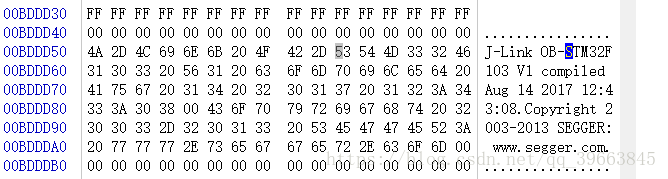 00BDDD30 FF FF FF FF FF FF FF FF FF FF FF FF FF FF FF FF
00BDDD40 00 00 00 00 00 00 00 00 00 00 00 00 00 00 00 00 ................
00BDDD50 4A 2D 4C 69 6E 6B 20 4F 42 2D 53 54 4D 33 32 46 J-Link OB-STM32F
00BDDD60 31 30 33 20 56 31 20 63 6F 6D 70 69 6C 65 64 20 103 V1 compiled
00BDDD70 41 75 67 20 31 34 20 32 30 31 37 20 31 32 3A 34 Aug 14 2017 12:4
00BDDD80 33 3A 30 38 00 43 6F 70 79 72 69 67 68 74 20 32 3:08.Copyright 2
00BDDD90 30 30 33 2D 32 30 31 33 20 53 45 47 47 45 52 3A 003-2013 SEGGER:
00BDDDA0 20 77 77 77 2E 73 65 67 67 65 72 2E 63 6F 6D 00 www.segger.com.
00BDDDB0 00 00 00 00 00 00 00 00 00 00 00 00 00 00 00 00 ................
https://blog.csdn.net/qq_39663845